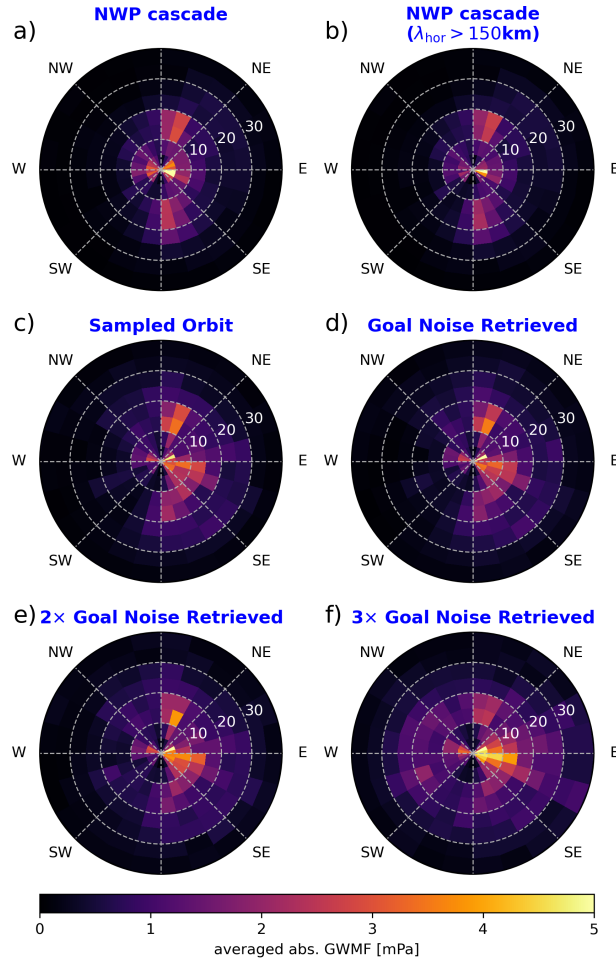 a) NWP cascade
b) NWP cascade
(λhor > 150km)
NW NE
W E
SW SE
10 20 30
NW NE
W E
SW SE
10 20 30
c) Sampled Orbit
d) Goal Noise Retrieved
NW NE
W E
SW SE
10 20 30
NW NE
W E
SW SE
10 20 30
e) 2× Goal Noise Retrieved
f) 3× Goal Noise Retrieved
NW NE
W E
SW SE
10 20 30
NW NE
W E
SW SE
10 20 30
0 1 2 3 4 5
averaged abs. GWMF [mPa]